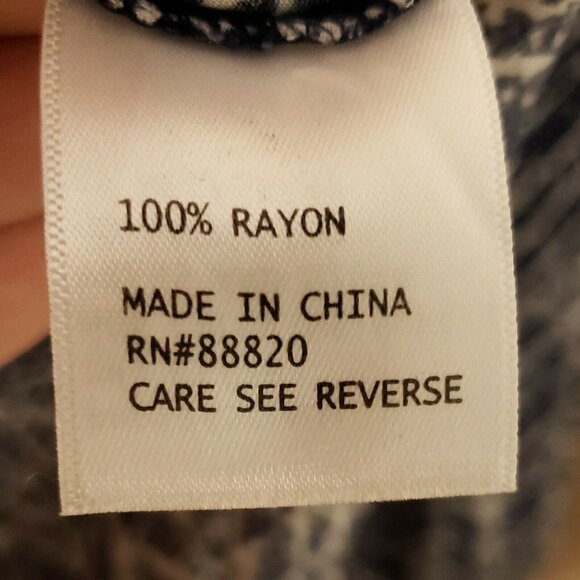 100% RAYON
MADE IN CHINA
RN#88820
CARE SEE REVERSE